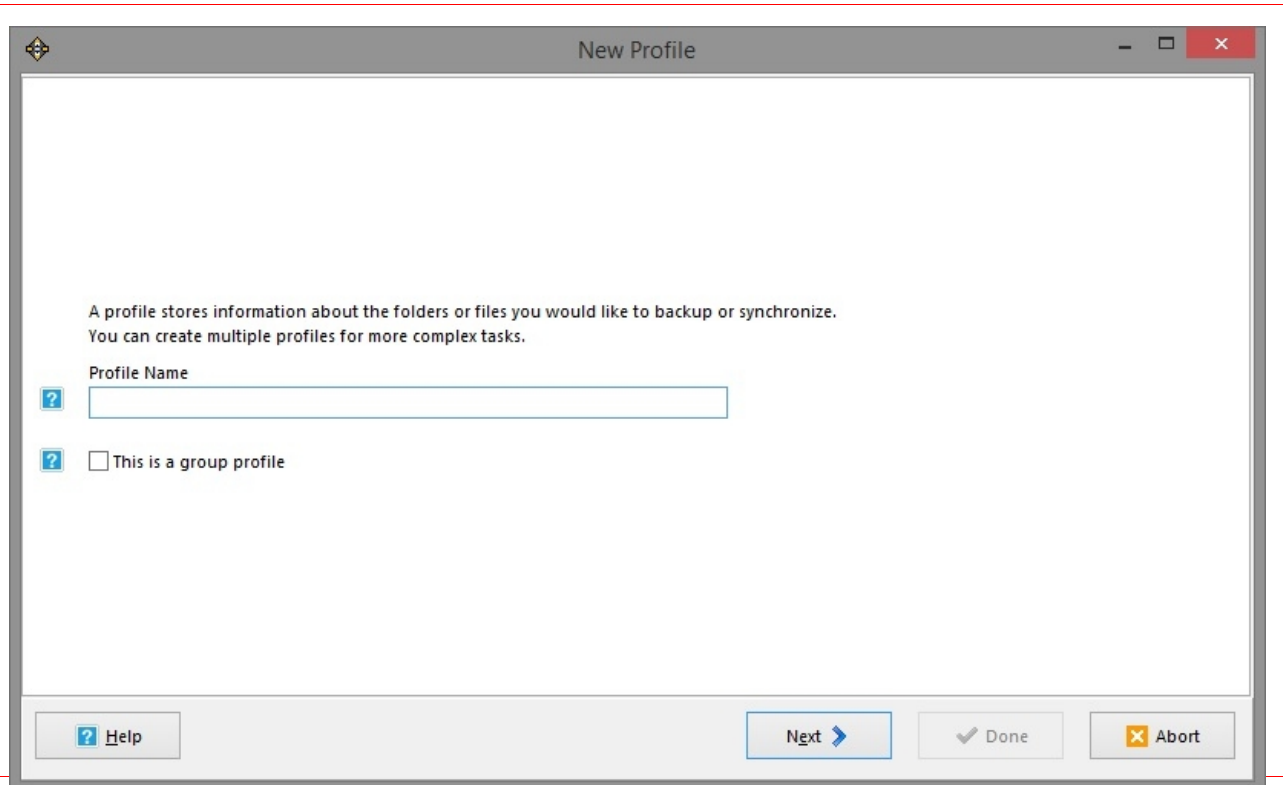 New Profile
A profile stores information about the folders or files you would like to backup or synchronize.
You can create multiple profiles for more complex tasks.
Profile Name
This is a group profile
Help
Next
Done
Abort